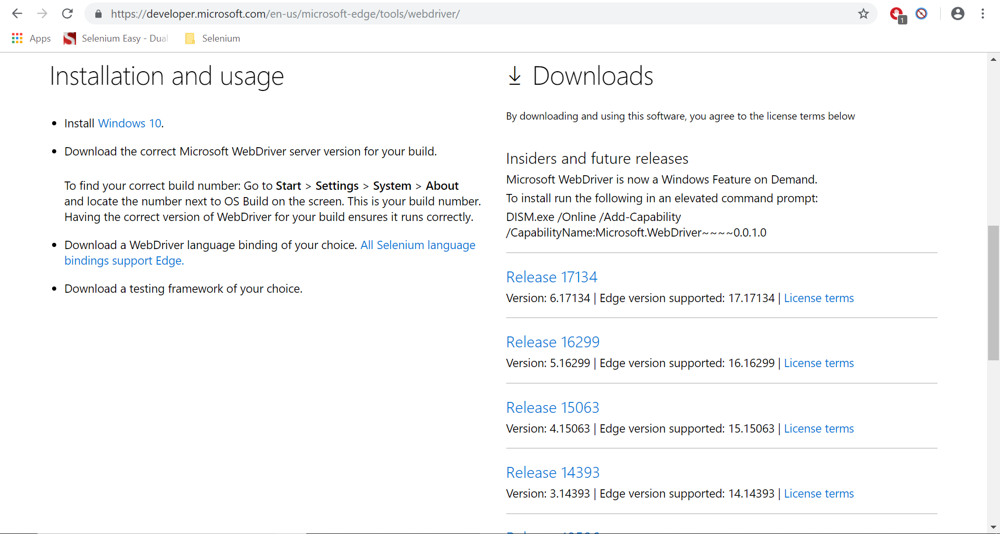 https://developer.microsoft.com/en-us/microsoft-edge/tools/webdriver/
1
Apps
Selenium Easy - Dual
Selenium
Installation and usage
Install Windows 10.
Download the correct Microsoft WebDriver server version for your build.
To find your correct build number: Go to Start > Settings > System > About
and locate the number next to OS Build on the screen. This is your build number.
Having the correct version of WebDriver for your build ensures it runs correctly.
Download a WebDriver language binding of your choice. All Selenium language
bindings support Edge.
Download a testing framework of your choice.
Downloads
By downloading and using this software, you agree to the license terms below
Insiders and future releases
Microsoft WebDriver is now a Windows Feature on Demand.
To install run the following in an elevated command prompt:
DISM.exe /Online /Add-Capability
/CapabilityName:Microsoft.WebDriver~~~~0.0.1.0
Release 17134
Version: 6.17134 | Edge version supported: 17.17134 | License terms
Release 16299
Version: 5.16299 | Edge version supported: 16.16299 | License terms
Release 15063
Version: 4.15063 | Edge version supported: 15.15063 | License terms
Release 14393
Version: 3.14393 | Edge version supported: 14.14393 | License terms